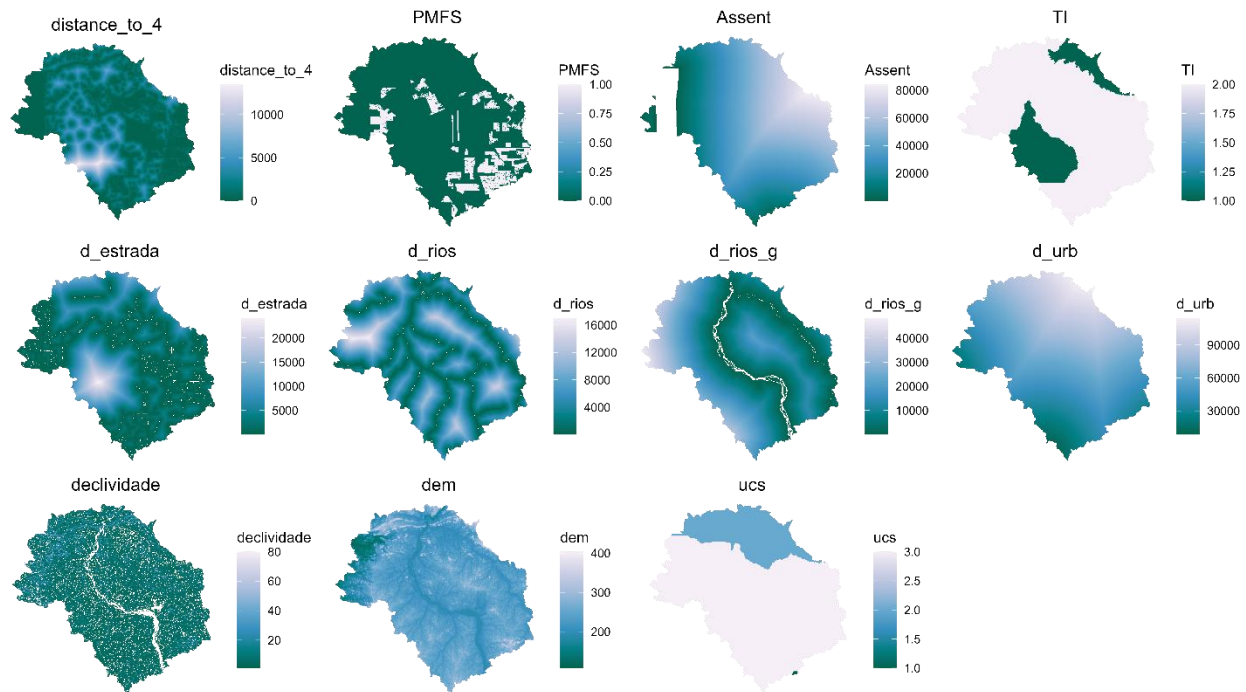 distance_to_4
distance_to_4
10000
5000
0
PMFS
PMFS
1.00
0.75
0.50
0.25
0.00
Assent
Assent
80000
60000
40000
20000
TI
TI
2.00
1.75
1.50
1.25
1.00
d_estrada
d_estrada
20000
15000
10000
5000
d_rios
d_rios
16000
12000
8000
4000
d_rios_g
d_rios_g
40000
30000
20000
10000
d_urb
d_urb
90000
60000
30000
declividade
declividade
80
60
40
20
dem
dem
400
300
200
ucs
ucs
3.0
2.5
2.0
1.5
1.0